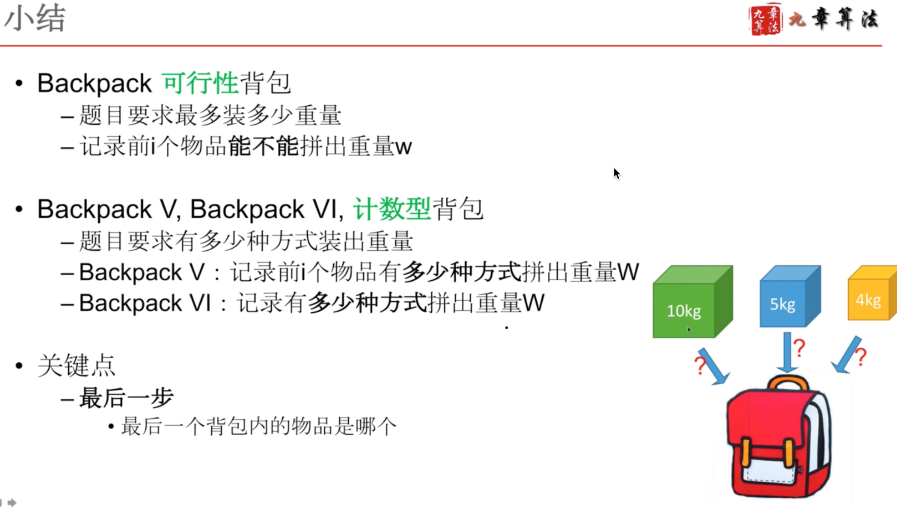 小结
九章算法
九章算法
• Backpack 可行性背包
– 题目要求最多装多少重量
– 记录前i个物品能不能拼出重量w
• Backpack V, Backpack VI, 计数型背包
– 题目要求有多少种方式装出重量
– Backpack V：记录前i个物品有多少种方式拼出重量W
– Backpack VI：记录有多少种方式拼出重量W
10kg
5kg
4kg
?
?
?
• 关键点
– 最后一步
• 最后一个背包内的物品是哪个